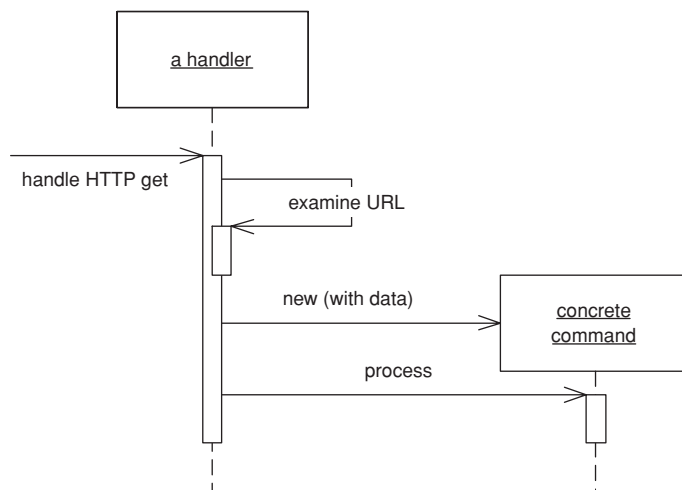 a handler
handle HTTP get
examine URL
new (with data)
concrete
command
process